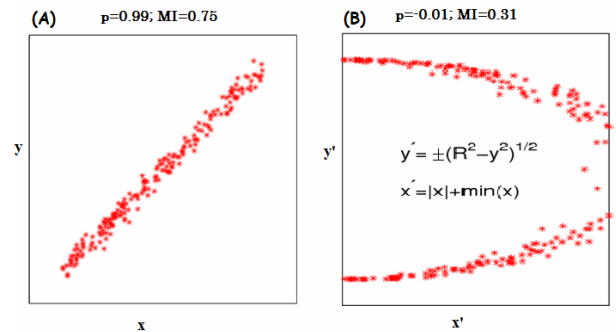 (A)
p=0.99; MI=0.75
y
x
(B)
p=-0.01; MI=0.31
y'
y´= ±(R²−y²)^1/2
x´=|x|+min(x)
x'